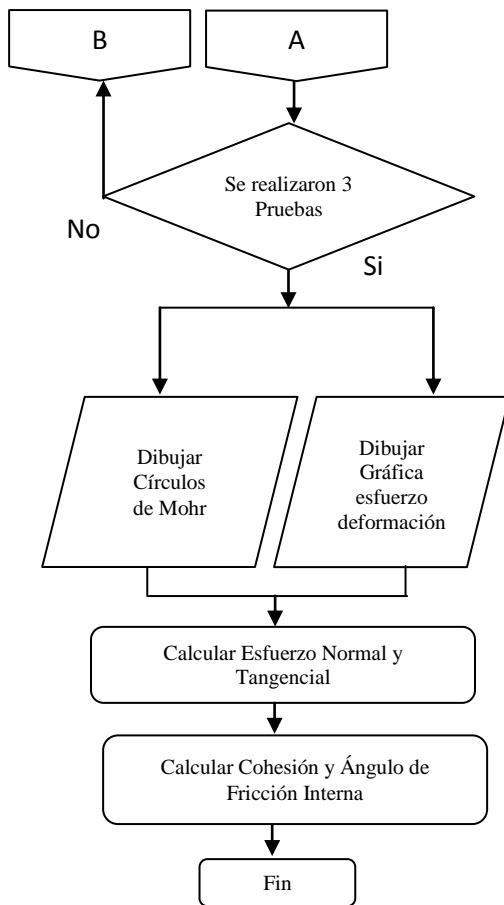 B
A
Se realizaron 3
Pruebas
No
Si
Dibujar
Círculos
de Mohr
Dibujar
Gráfica
esfuerzo
deformación
Calcular Esfuerzo Normal y
Tangencial
Calcular Cohesión y Ángulo de
Fricción Interna
Fin